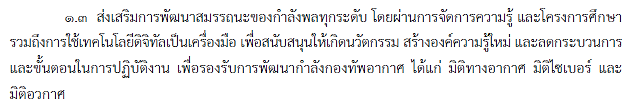 ๑.๓ ส่งเสริมการพัฒนาสมรรถนะของกำลังพลทุกระดับ โดยผ่านการจัดการความรู้ และโครงการศึกษา
รวมถึงการใช้เทคโนโลยีดิจิทัลเป็นเครื่องมือ เพื่อสนับสนุนให้เกิดนวัตกรรม สร้างองค์ความรู้ใหม่ และลดกระบวนการ
และขั้นตอนในการปฏิบัติงาน เพื่อรองรับการพัฒนากำลังกองทัพอากาศ ได้แก่ มิติทางอากาศ มิติไซเบอร์ และ
มิติอวกาศ